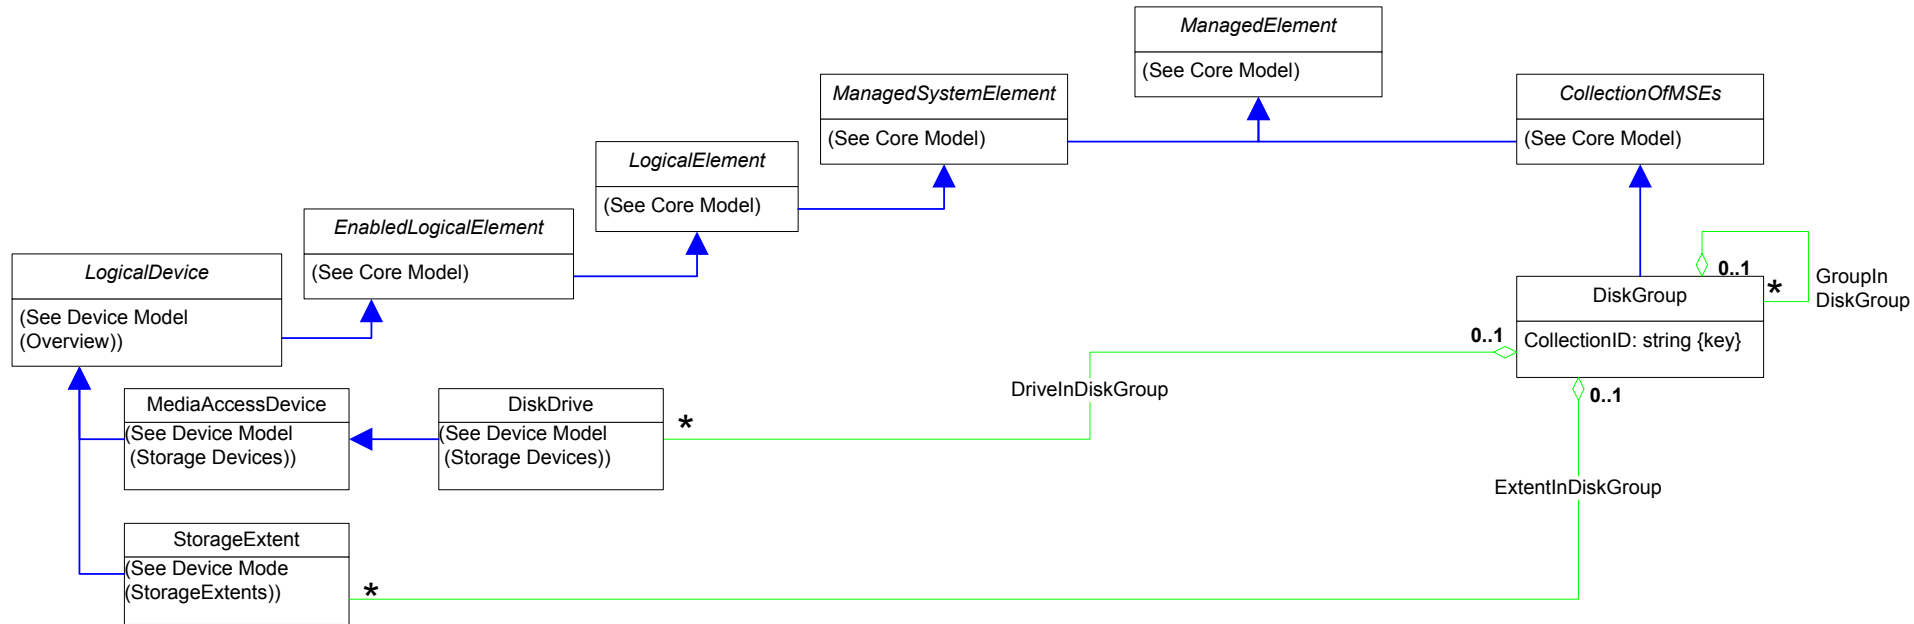 ManagedElement
(See Core Model)
ManagedSystemElement
(See Core Model)
CollectionOfMSEs
(See Core Model)
LogicalElement
(See Core Model)
EnabledLogicalElement
(See Core Model)
LogicalDevice
(See Device Model
(Overview))
0..1
*
GroupIn
DiskGroup
DiskGroup
CollectionID: string {key}
0..1
DriveInDiskGroup
0..1
MediaAccessDevice
(See Device Model
(Storage Devices))
DiskDrive
(See Device Model
(Storage Devices))
*
ExtentInDiskGroup
StorageExtent
(See Device Mode
(StorageExtents))
*